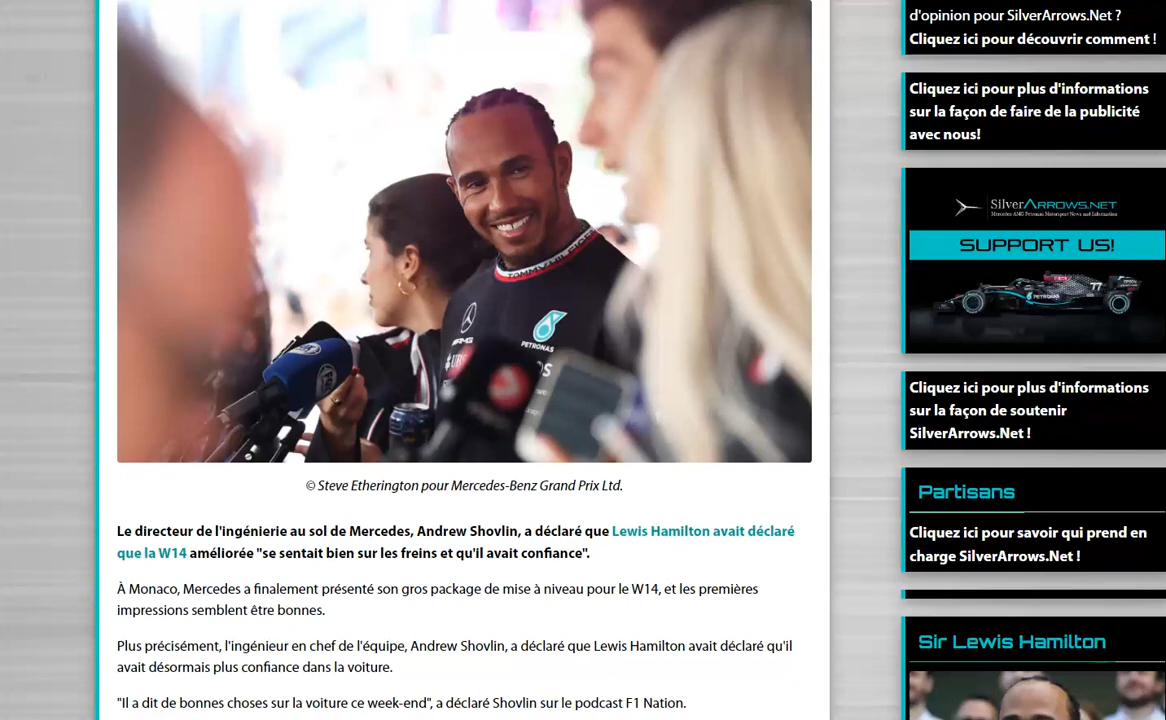 d'opinion pour SilverArrows.Net ?
Cliquez ici pour découvrir comment !
Cliquez ici pour plus d'informations
sur la façon de faire de la publicité
avec nous!
SilverArrows.net
Mercedes AMG Petronas Motorsport News and Information
SUPPORT US!
77
PETRONAS
Cliquez ici pour plus d'informations
sur la façon de soutenir
SilverArrows.Net !
Partisans
Cliquez ici pour savoir qui prend en
charge SilverArrows.Net !
Sir Lewis Hamilton
TOMMY HILFIGER
AMG
PETRONAS
FOX
© Steve Etherington pour Mercedes-Benz Grand Prix Ltd.
Le directeur de l'ingénierie au sol de Mercedes, Andrew Shovlin, a déclaré que Lewis Hamilton avait déclaré
que la W14 améliorée "se sentait bien sur les freins et qu'il avait confiance".
À Monaco, Mercedes a finalement présenté son gros package de mise à niveau pour le W14, et les premières
impressions semblent être bonnes.
Plus précisément, l'ingénieur en chef de l'équipe, Andrew Shovlin, a déclaré que Lewis Hamilton avait déclaré qu'il
avait désormais plus confiance dans la voiture.
"Il a dit de bonnes choses sur la voiture ce week-end", a déclaré Shovlin sur le podcast F1 Nation.